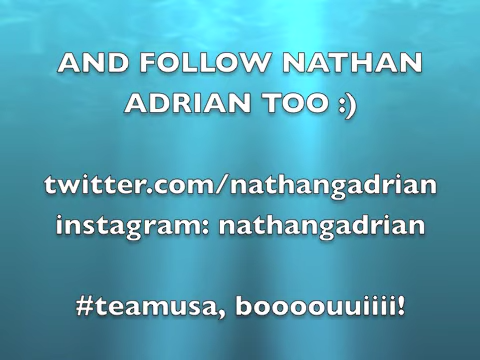 AND FOLLOW NATHAN
ADRIAN TOO :)
twitter.com/nathangadrian
instagram: nathangadrian
#teamusa, boooouuiiii!